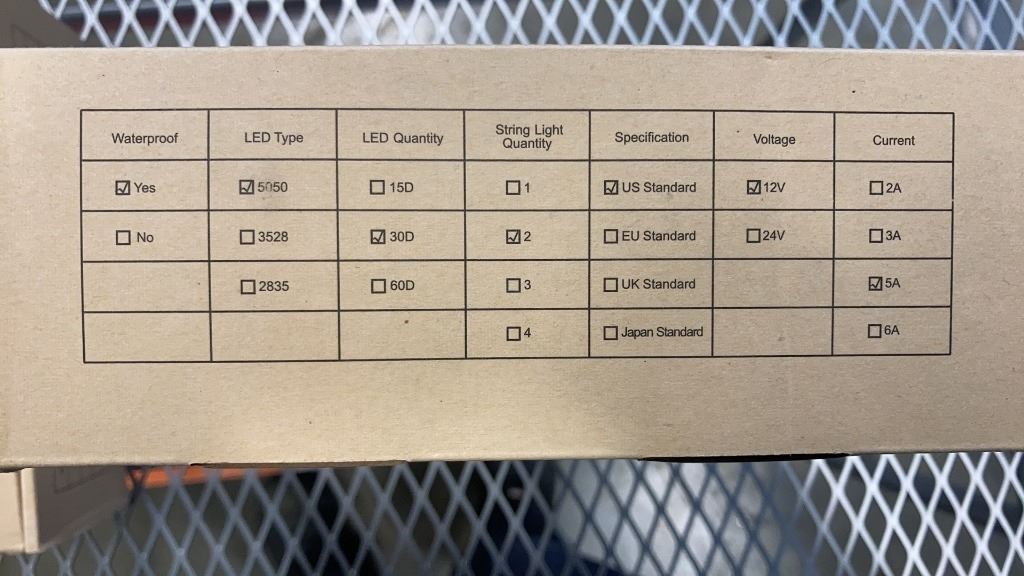 Waterproof LED Type LED Quantity String Light Quantity Specification Voltage Current
☑ Yes ☑ 5050 ☐ 15D ☐ 1 ☑ US Standard ☑ 12V ☐ 2A
☐ No ☐ 3528 ☑ 30D ☑ 2 ☐ EU Standard ☐ 24V ☐ 3A
☐ 2835 ☐ 60D ☐ 3 ☐ UK Standard ☑ 5A
☐ 4 ☐ Japan Standard ☐ 6A